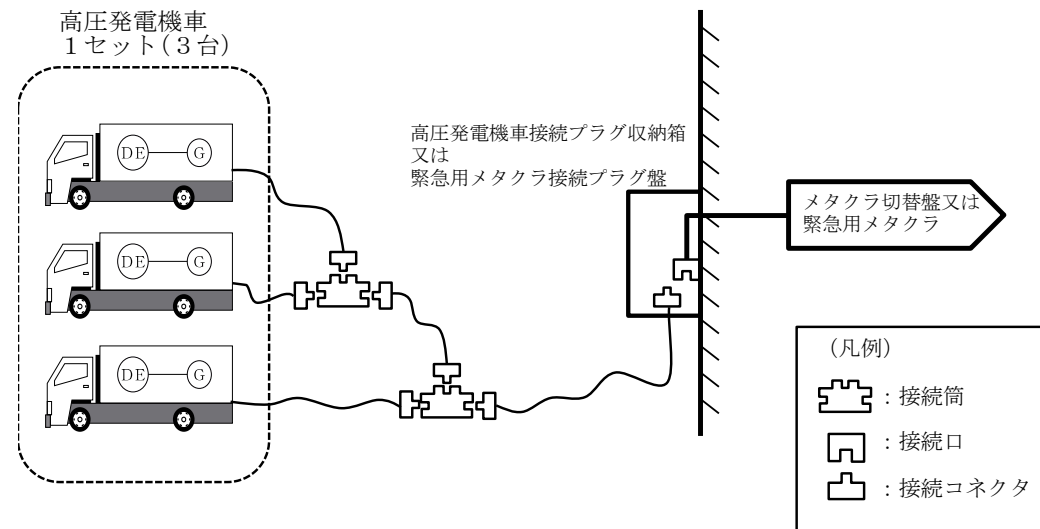 高圧発電機車
1セット(3台)
DE G
DE G
DE G
高圧発電機車接続プラグ収納箱
又は
緊急用メタクラ接続プラグ盤
メタクラ切替盤又は
緊急用メタクラ
(凡例)
:接続筒
:接続口
:接続コネクタ